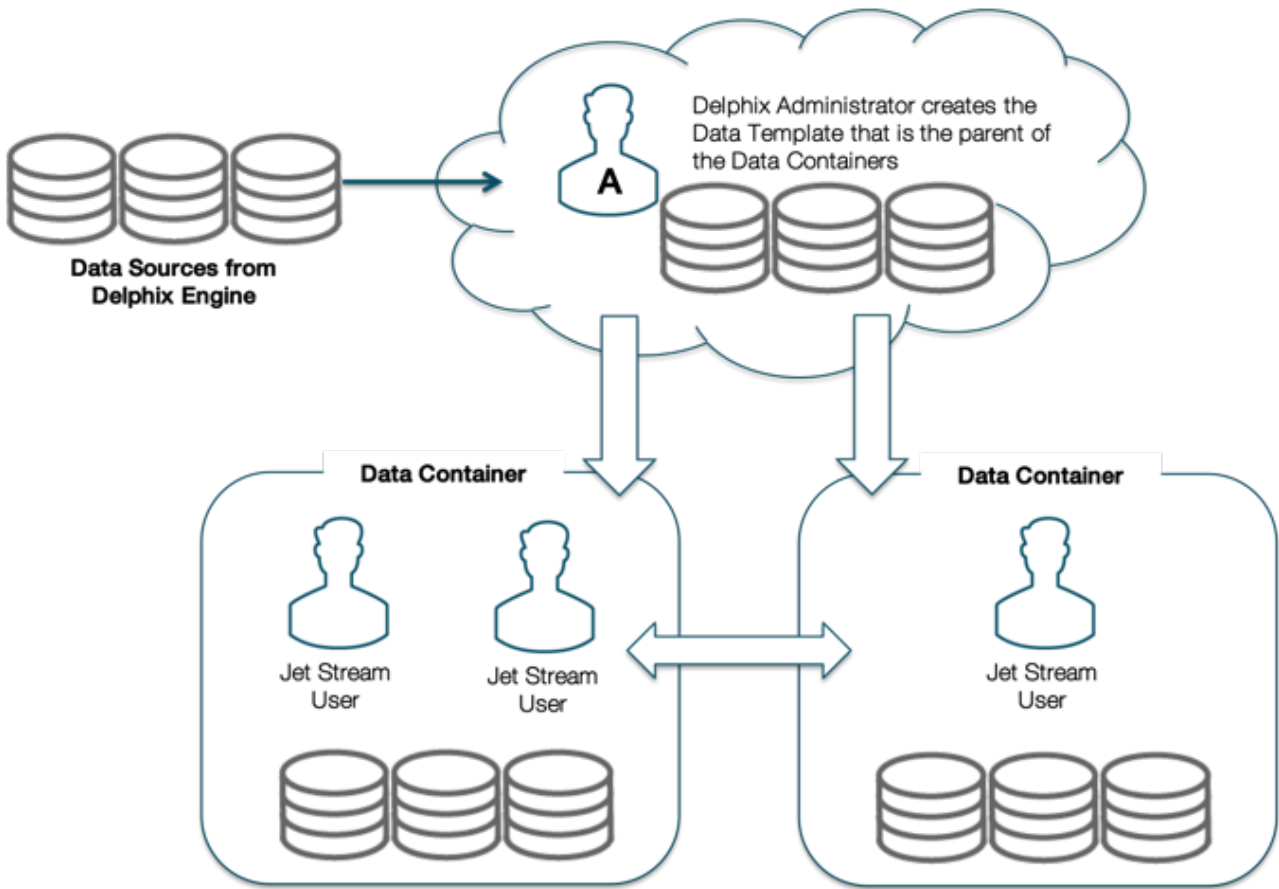 Delphix Administrator creates the
Data Template that is the parent of
the Data Containers
A
Data Sources from
Delphix Engine
Data Container
Jet Stream
User
Jet Stream
User
Data Container
Jet Stream
User